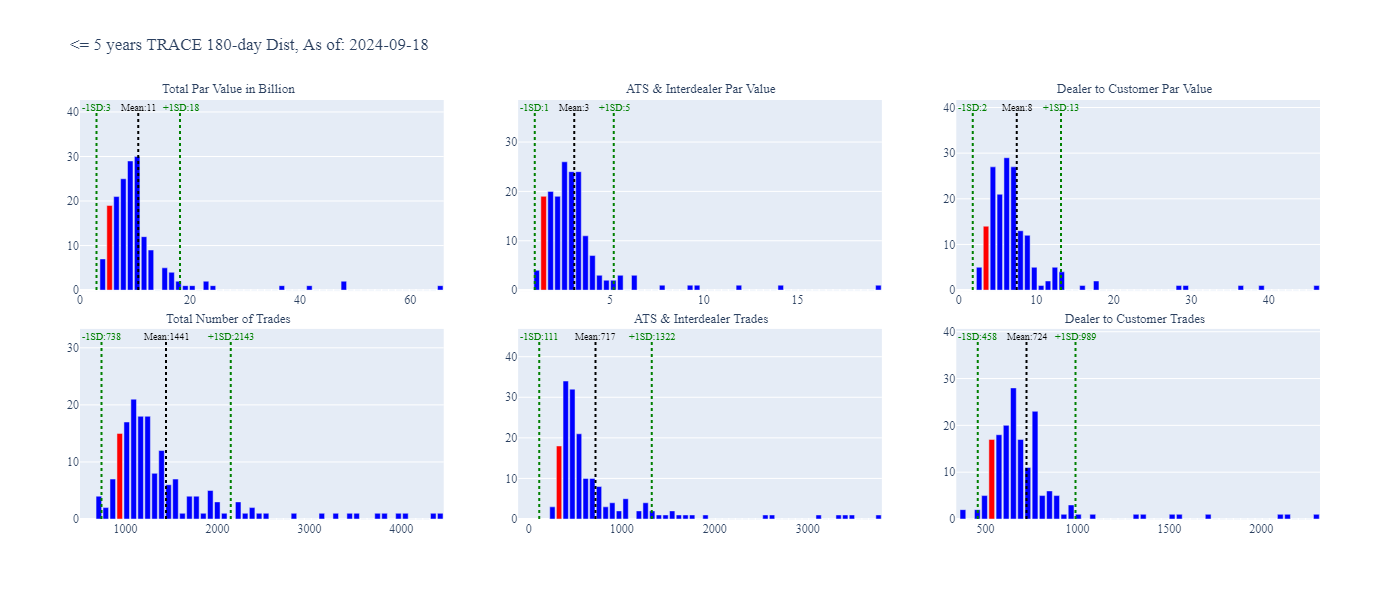 <= 5 years TRACE 180-day Dist, As of: 2024-09-18
Total Par Value in Billion
-1SD:3 Mean:11 +1SD:18
40
30
20
10
0
0 20 40 60
ATS & Interdealer Par Value
-1SD:1 Mean:3 +1SD:5
30
20
10
0
5 10 15
Dealer to Customer Par Value
-1SD:2 Mean:8 +1SD:13
40
30
20
10
0
0 10 20 30 40
Total Number of Trades
-1SD:738 Mean:1441 +1SD:2143
30
20
10
0
1000 2000 3000 4000
ATS & Interdealer Trades
-1SD:111 Mean:717 +1SD:1322
40
30
20
10
0
0 1000 2000 3000
Dealer to Customer Trades
-1SD:458 Mean:724 +1SD:989
40
30
20
10
0
500 1000 1500 2000